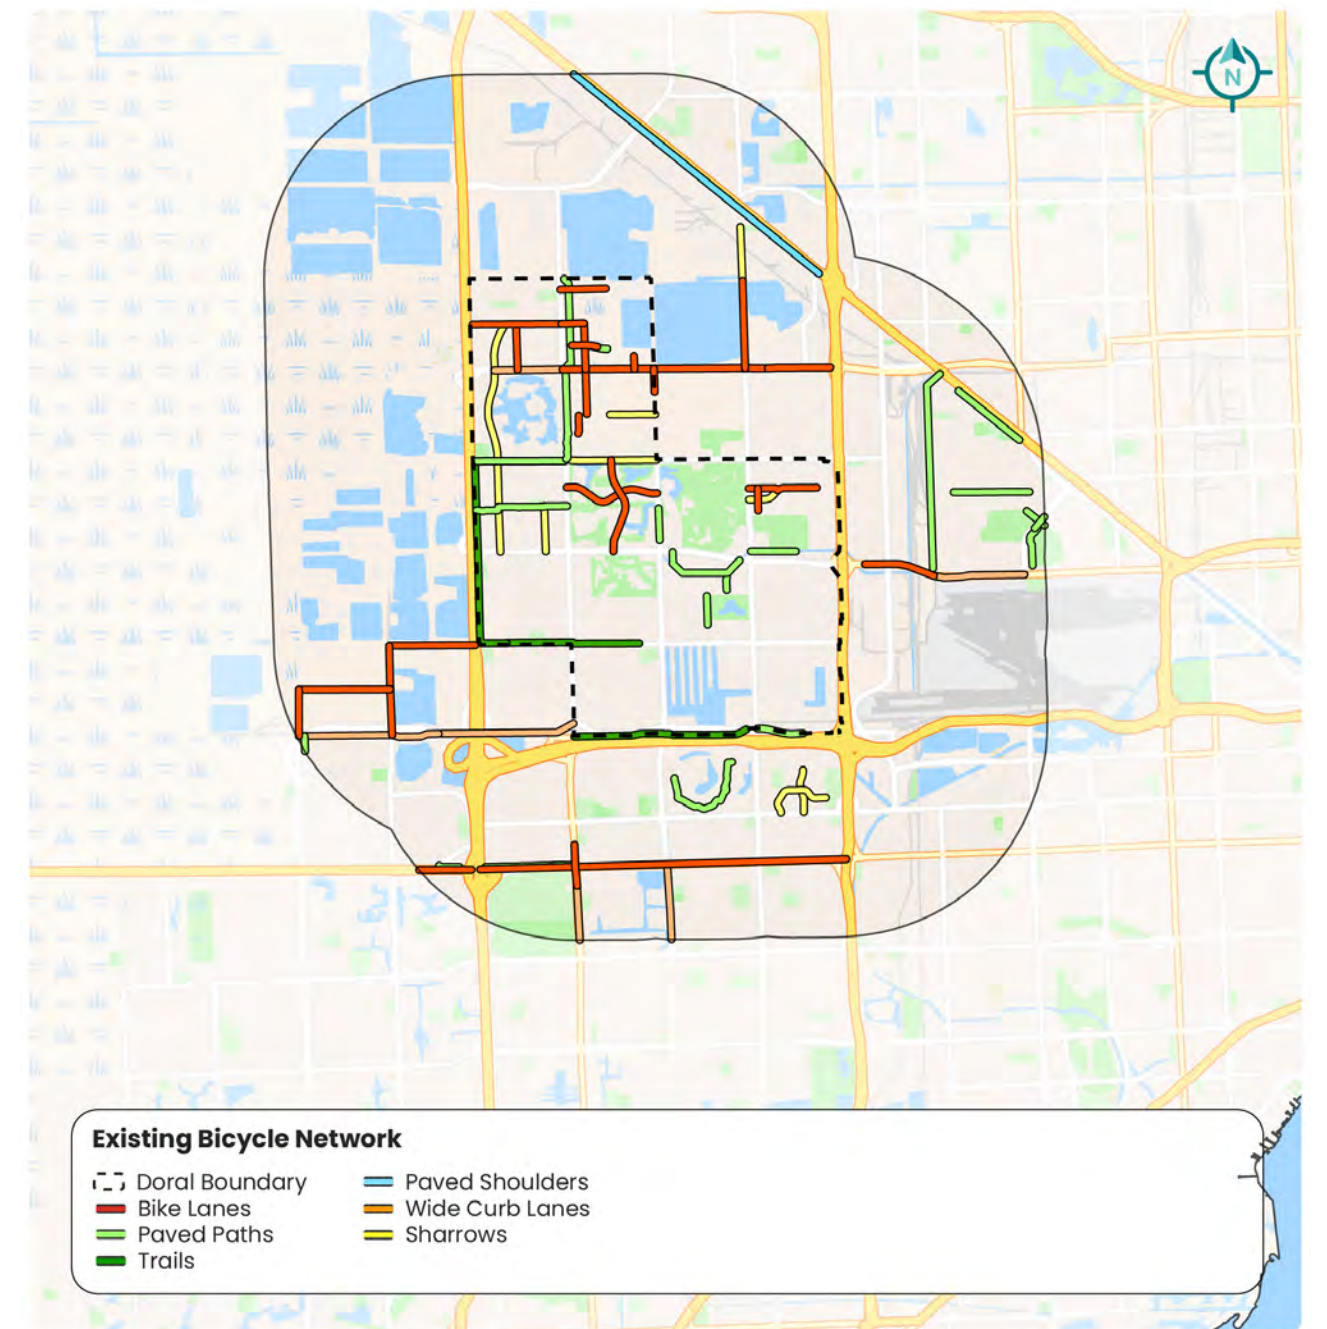 N
Existing Bicycle Network
Doral Boundary
Bike Lanes
Paved Paths
Trails
Paved Shoulders
Wide Curb Lanes
Sharrows